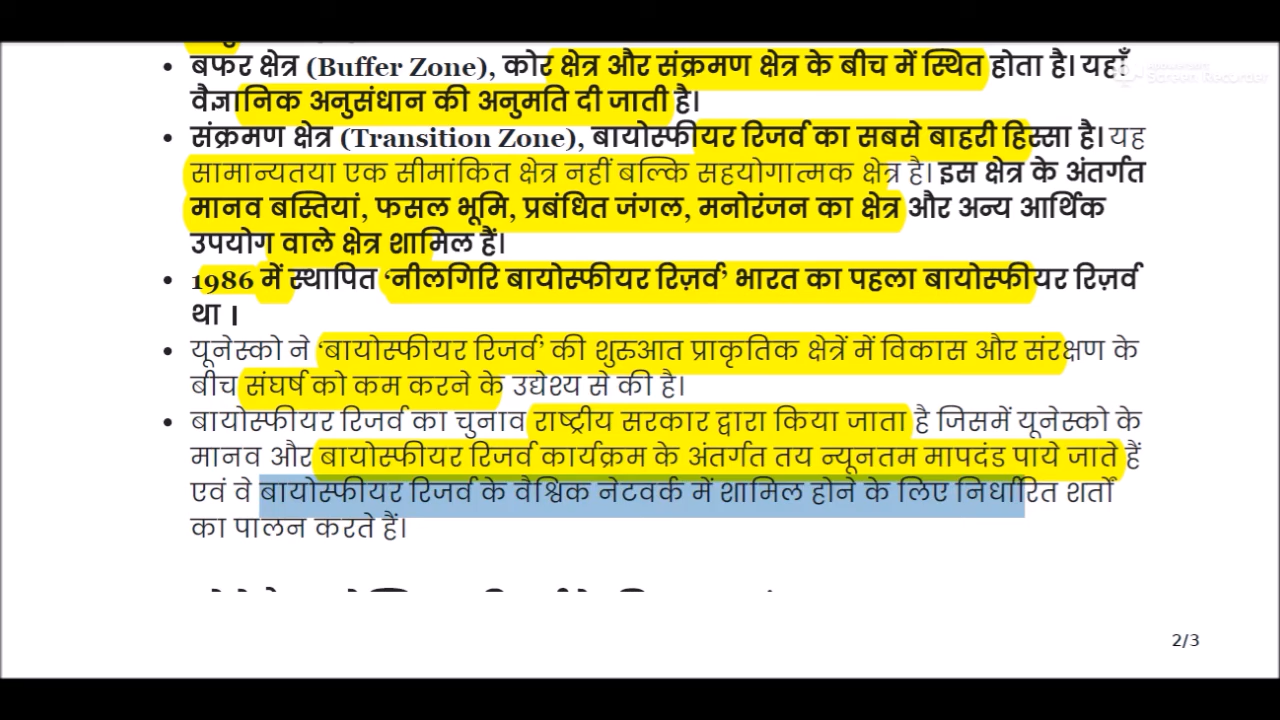 • बफर क्षेत्र (Buffer Zone), कोर क्षेत्र और संक्रमण क्षेत्र के बीच में स्थित होता है। यहाँ
वैज्ञानिक अनुसंधान की अनुमति दी जाती है।
• संक्रमण क्षेत्र (Transition Zone), बायोस्फीयर रिजर्व का सबसे बाहरी हिस्सा है। यह
सामान्यतया एक सीमांकित क्षेत्र नहीं बल्कि सहयोगात्मक क्षेत्र है। इस क्षेत्र के अंतर्गत
मानव बस्तियां, फसल भूमि, प्रबंधित जंगल, मनोरंजन का क्षेत्र और अन्य आर्थिक
उपयोग वाले क्षेत्र शामिल हैं।
• 1986 में स्थापित ‘नीलगिरि बायोस्फीयर रिज़र्व’ भारत का पहला बायोस्फीयर रिज़र्व
था ।
• यूनेस्को ने ‘बायोस्फीयर रिजर्व’ की शुरुआत प्राकृतिक क्षेत्रें में विकास और संरक्षण के
बीच संघर्ष को कम करने के उद्येश्य से की है।
• बायोस्फीयर रिजर्व का चुनाव राष्ट्रीय सरकार द्वारा किया जाता है जिसमें यूनेस्को के
मानव और बायोस्फीयर रिजर्व कार्यक्रम के अंतर्गत तय न्यूनतम मापदंड पाये जाते हैं
एवं वे बायोस्फीयर रिजर्व के वैश्विक नेटवर्क में शामिल होने के लिए निर्धारित शर्तों
का पालन करते हैं।
2/3
Screen Recorder